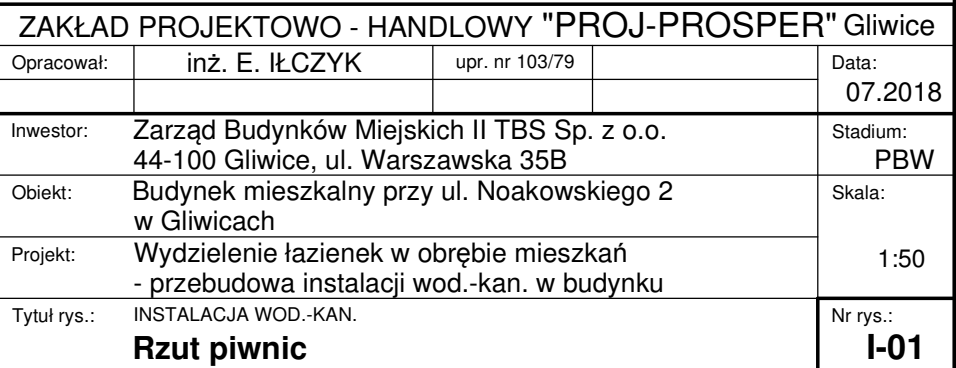 ZAKŁAD PROJEKTOWO - HANDLOWY "PROJ-PROSPER" Gliwice
Opracował: inż. E. IŁCZYK upr. nr 103/79 Data:
07.2018
Inwestor: Zarząd Budynków Miejskich II TBS Sp. z o.o. Stadium:
44-100 Gliwice, ul. Warszawska 35B PBW
Obiekt: Budynek mieszkalny przy ul. Noakowskiego 2 Skala:
w Gliwicach
Projekt: Wydzielenie łazienek w obrębie mieszkań 1:50
- przebudowa instalacji wod.-kan. w budynku
Tytuł rys.: INSTALACJA WOD.-KAN. Nr rys.:
Rzut piwnic I-01